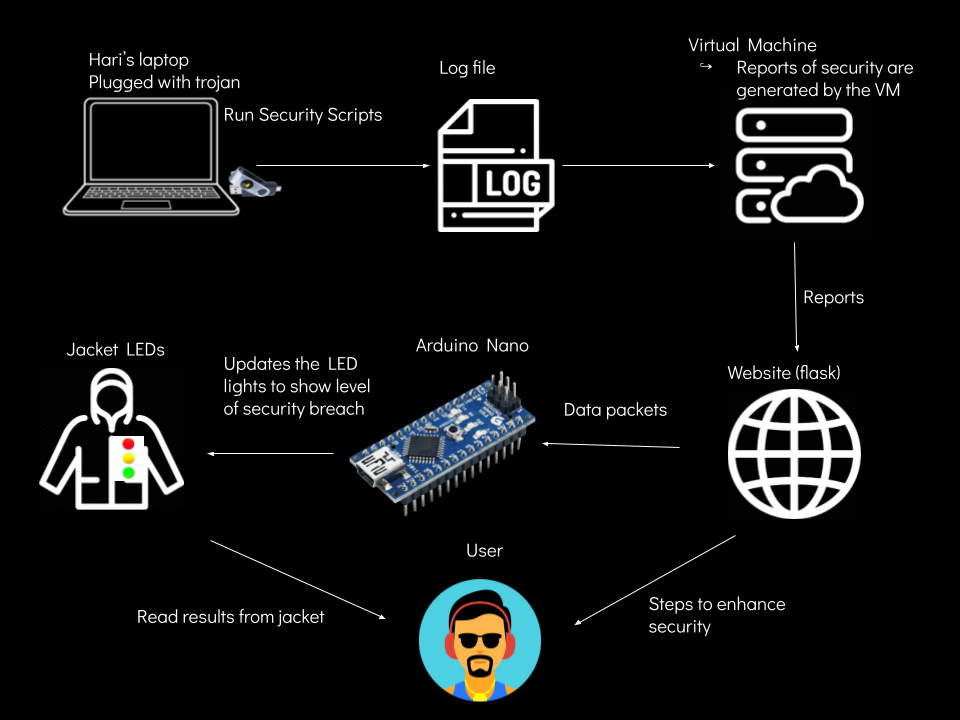 Hari's laptop
Plugged with trojan
Run Security Scripts
Log file
LOG
Virtual Machine
↪ Reports of security are
generated by the VM
Reports
Website (flask)
Data packets
Arduino Nano
Updates the LED
lights to show level
of security breach
Jacket LEDs
User
Read results from jacket
Steps to enhance
security